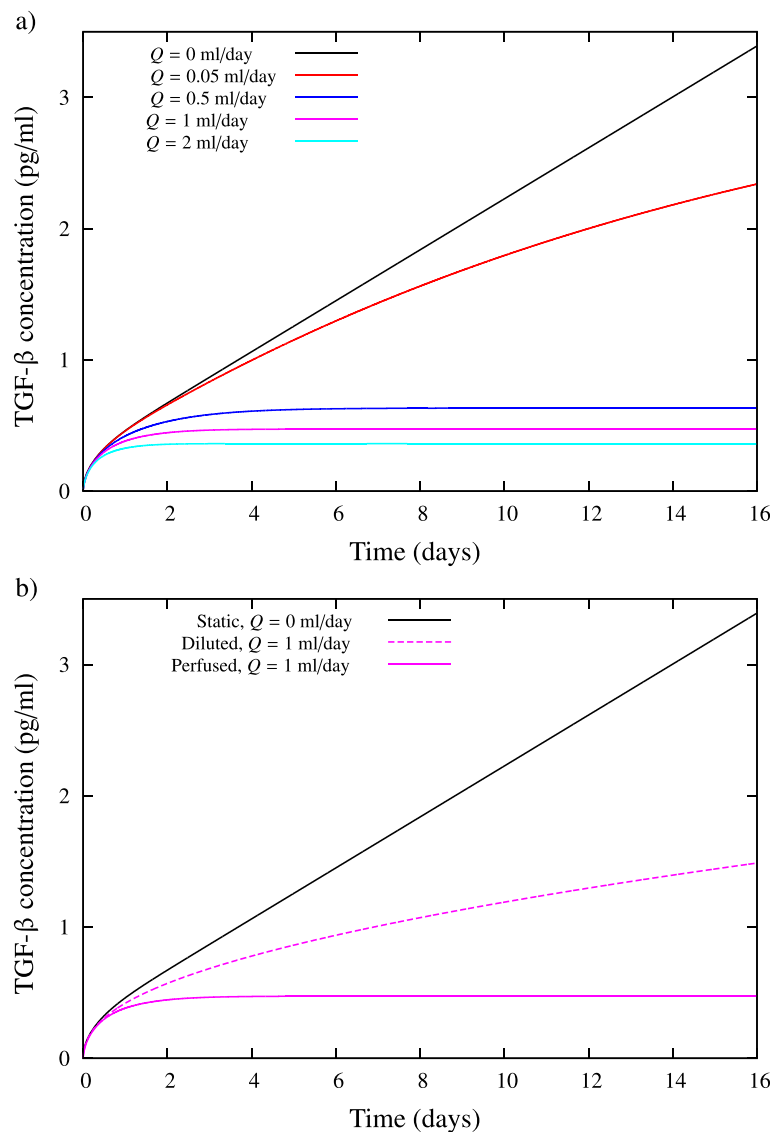 a)
Q = 0 ml/day
Q = 0.05 ml/day
Q = 0.5 ml/day
Q = 1 ml/day
Q = 2 ml/day
TGF-β concentration (pg/ml)
3
2
1
0
0 2 4 6 8 10 12 14 16
Time (days)
b)
Static, Q = 0 ml/day
Diluted, Q = 1 ml/day
Perfused, Q = 1 ml/day
TGF-β concentration (pg/ml)
3
2
1
0
0 2 4 6 8 10 12 14 16
Time (days)